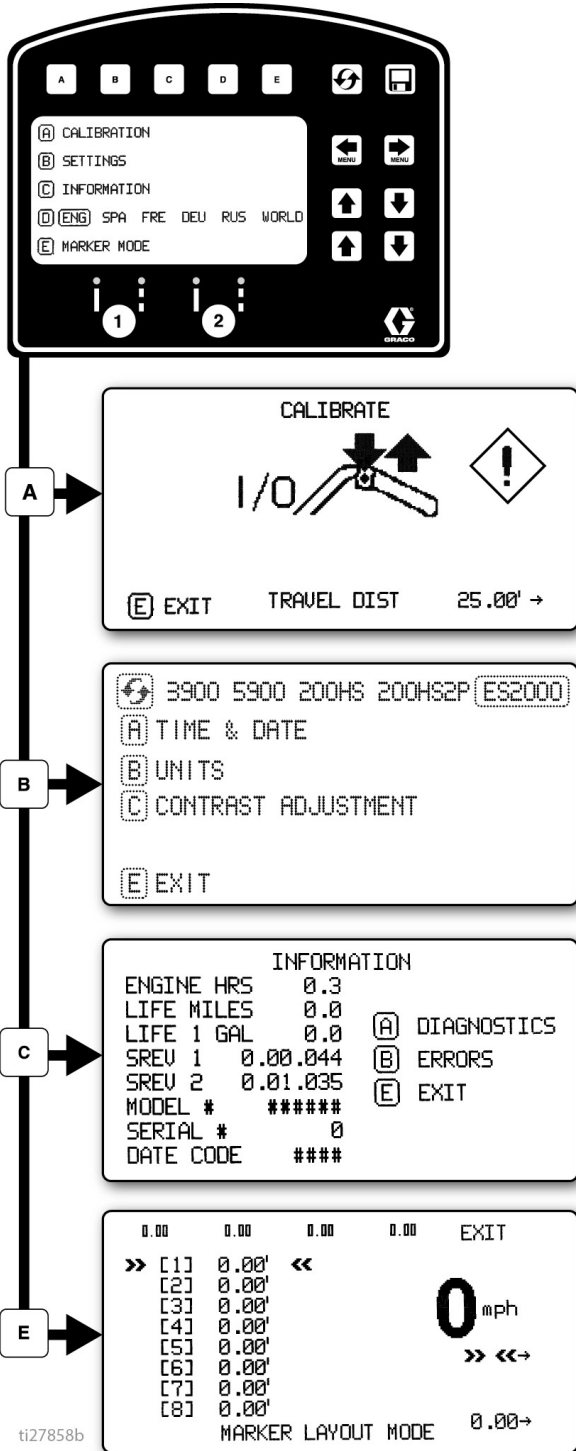 A B C D E
A CALIBRATION
B SETTINGS
C INFORMATION
D ENG SPA FRE DEU RUS WORLD
E MARKER MODE
MENU MENU
1 2
GRACO
A
CALIBRATE
I/O !
E EXIT TRAVEL DIST 25.00' →
B
3900 5900 200HS 200HS2P ES2000
A TIME & DATE
B UNITS
C CONTRAST ADJUSTMENT
E EXIT
C
INFORMATION
ENGINE HRS 0.3
LIFE MILES 0.0
LIFE 1 GAL 0.0
SREV 1 0.00.044
SREV 2 0.01.035
MODEL # ######
SERIAL # 0
DATE CODE ####
A DIAGNOSTICS
B ERRORS
E EXIT
E
0.00 0.00 0.00 0.00 EXIT
» [1] 0.00' «
[2] 0.00'
[3] 0.00'
[4] 0.00'
[5] 0.00'
[6] 0.00'
[7] 0.00'
[8] 0.00'
0 mph
» «→
MARKER LAYOUT MODE 0.00→
ti27858b